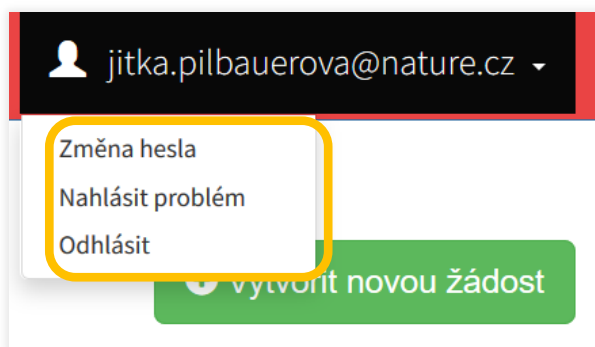 jitka.pilbauerova@nature.cz
Změna hesla
Nahlásit problém
Odhlásit
Vytvořit novou žádost